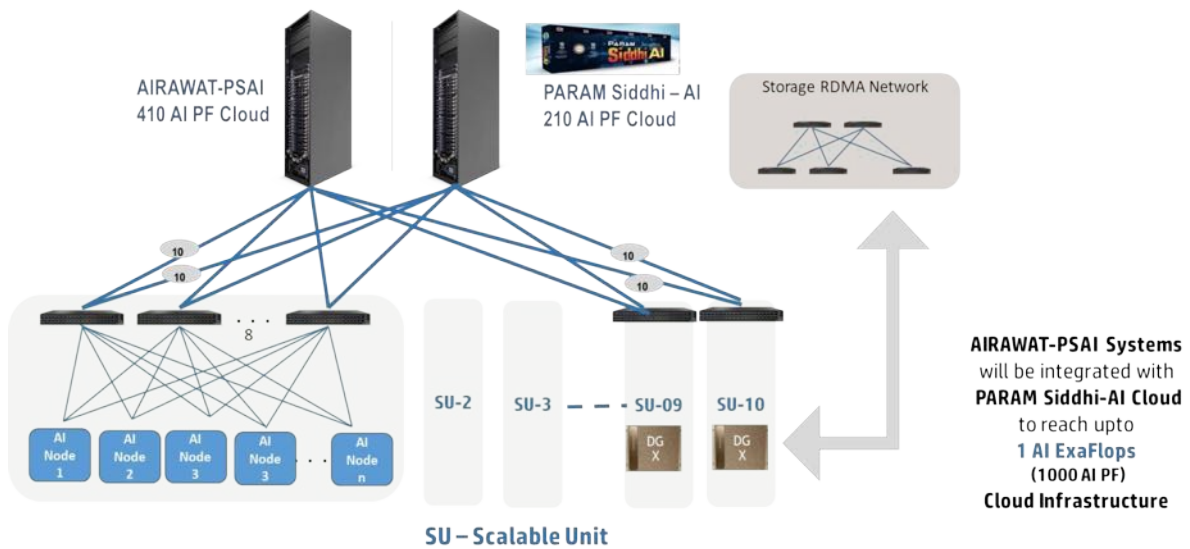 AIRAWAT-PSAI
410 AI PF Cloud
PARAM
Siddhi AI
PARAM Siddhi – AI
210 AI PF Cloud
Storage RDMA Network
10
10
10
10
. . .
8
AI
Node
1
AI
Node
2
AI
Node
3
AI
Node
3
. . .
AI
Node
n
SU-2
SU-3
SU-09
SU-10
DG
X
DG
X
SU – Scalable Unit
AIRAWAT-PSAI Systems
will be integrated with
PARAM Siddhi-AI Cloud
to reach upto
1 AI ExaFlops
(1000 AI PF)
Cloud Infrastructure